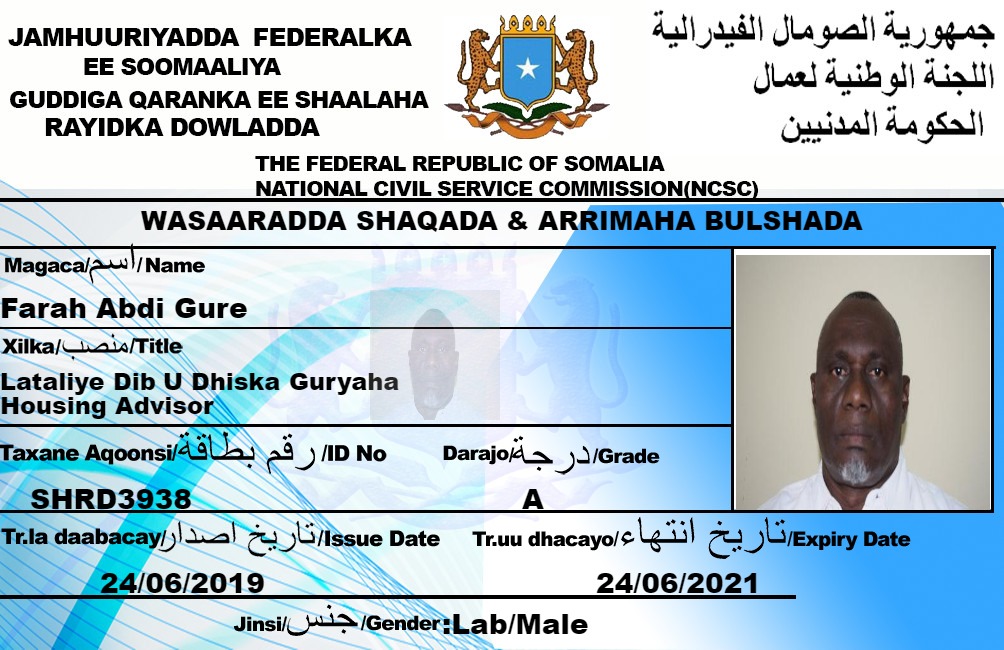 JAMHUURIYADDA FEDERALKA
EE SOOMAALIYA
GUDDIGA QARANKA EE SHAALAHA
RAYIDKA DOWLADDA
جمهورية الصومال الفيدرالية
اللجنة الوطنية لعمال
الحكومة المدنيين
THE FEDERAL REPUBLIC OF SOMALIA
NATIONAL CIVIL SERVICE COMMISSION(NCSC)
WASAARADDA SHAQADA & ARRIMAHA BULSHADA
Magaca/اسم/Name
Farah Abdi Gure
Xilka/منصب/Title
Lataliye Dib U Dhiska Guryaha
Housing Advisor
Taxane Aqoonsi/رقم بطاقة/ID No
Darajo/درجة/Grade
SHRD3938
A
Tr.la daabacay/تاريخ اصدار/Issue Date
Tr.uu dhacayo/تاريخ انتهاء/Expiry Date
24/06/2019
24/06/2021
Jinsi/جنس/Gender:Lab/Male